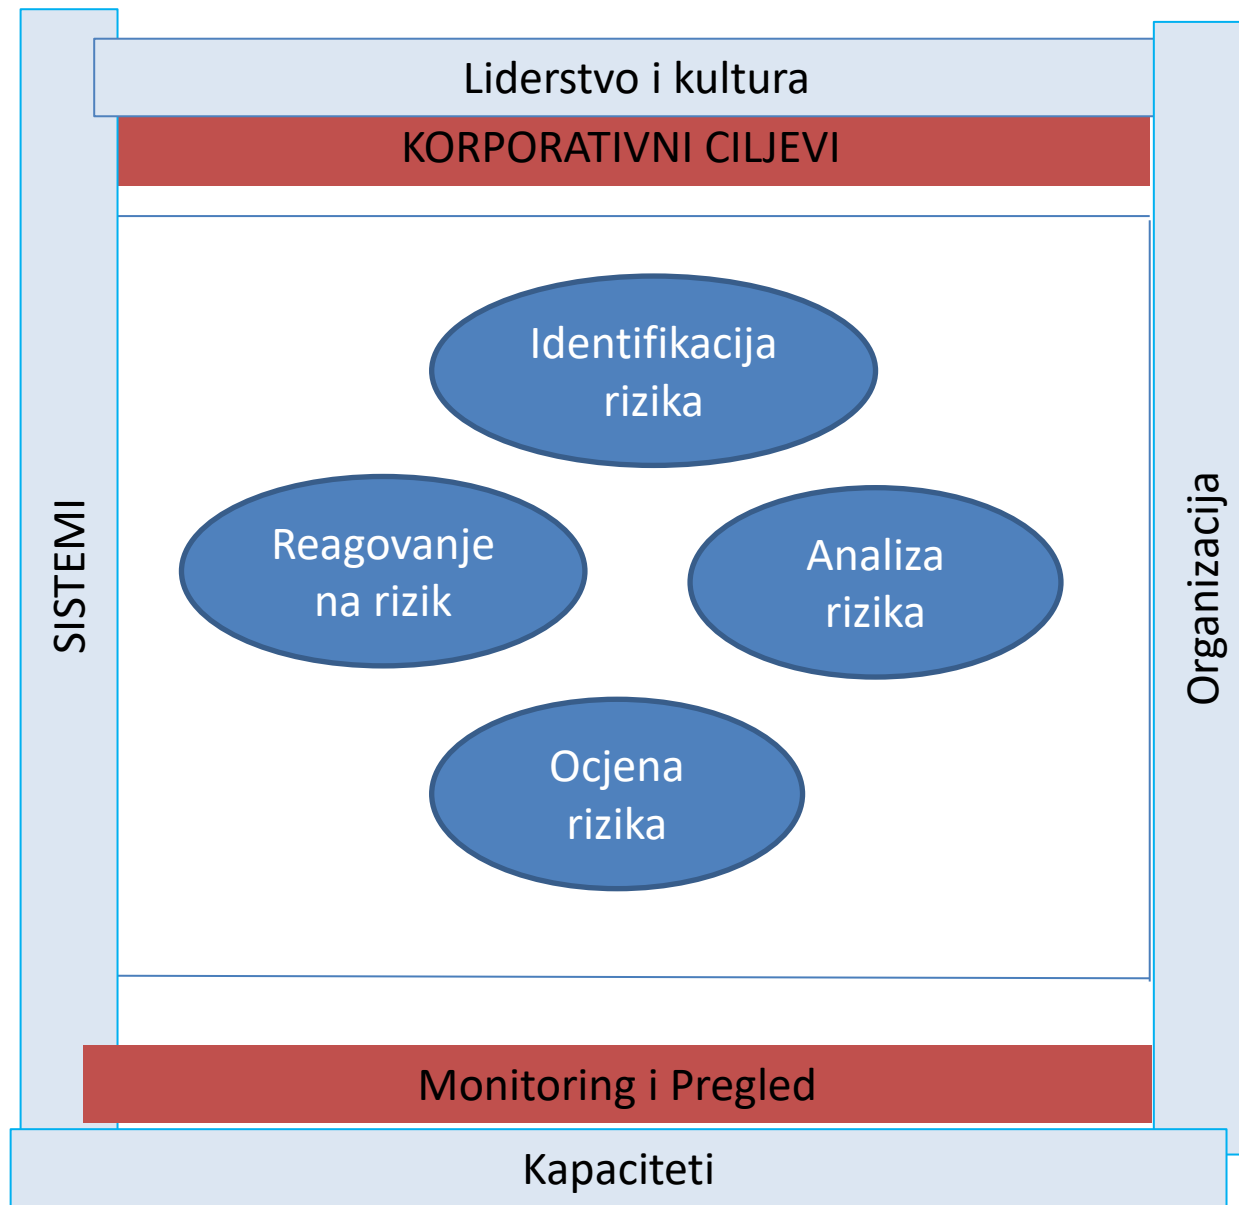 Liderstvo i kultura
KORPORATIVNI CILJEVI
SISTEMI
Identifikacija
rizika
Reagovanje
na rizik
Analiza
rizika
Ocjena
rizika
Organizacija
Monitoring i Pregled
Kapaciteti